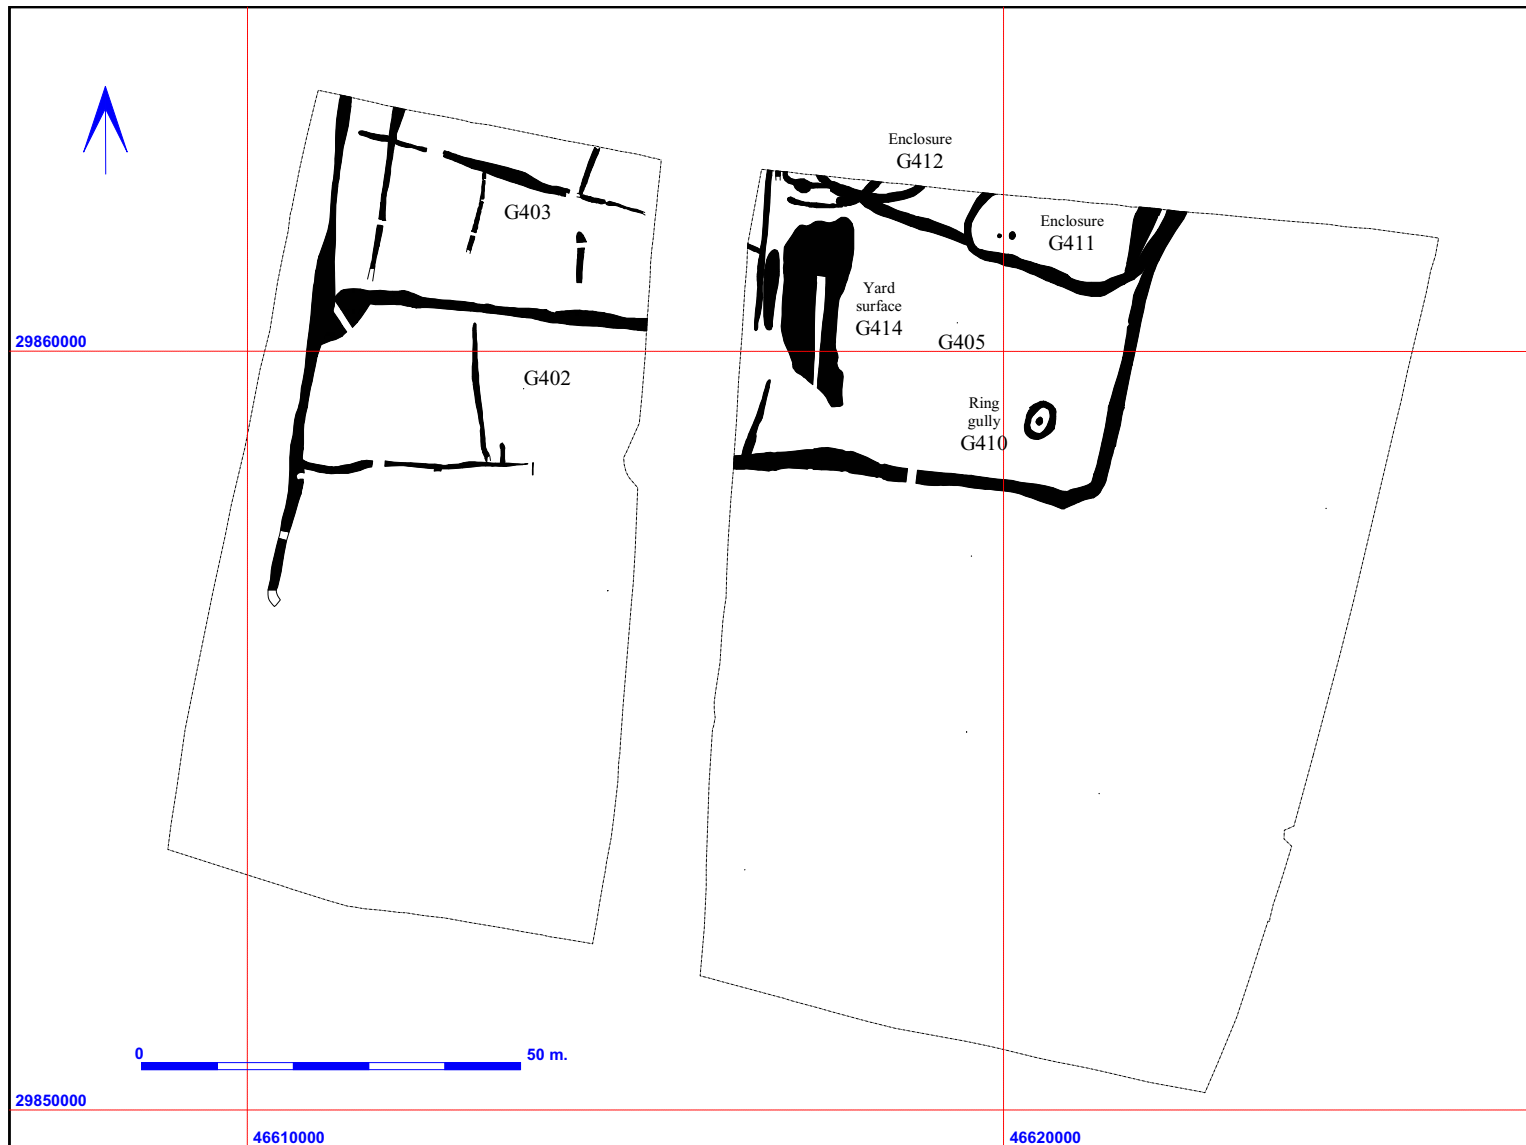 Enclosure
G412
G403
Enclosure
G411
Yard
surface
G414
G405
29860000
G402
Ring
gully
G410
0
50 m.
29850000
46610000
46620000